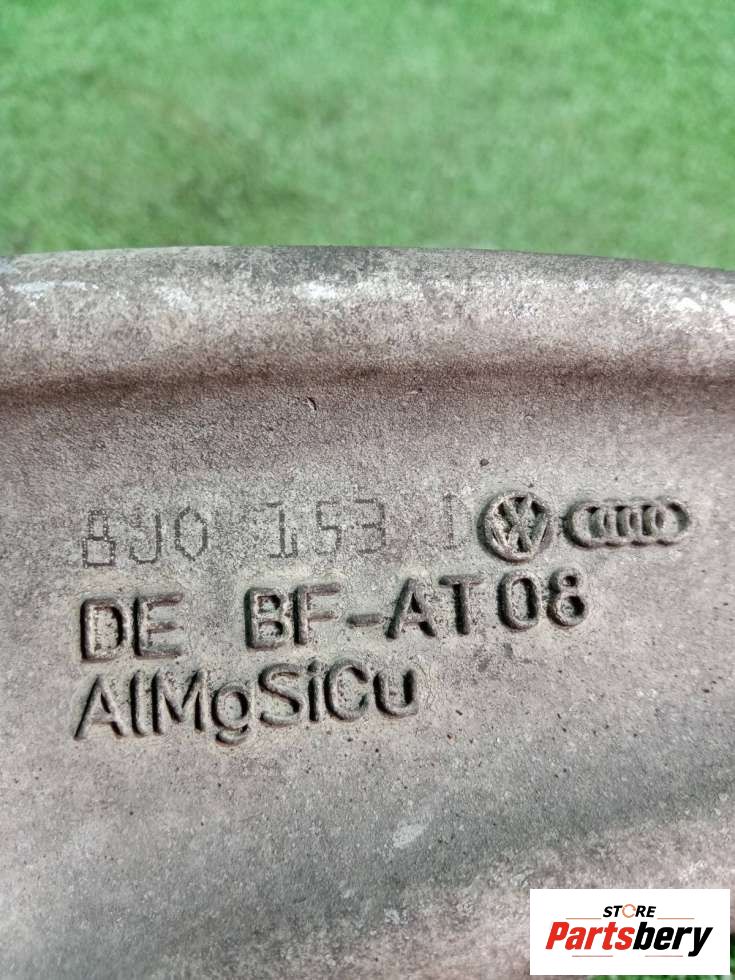 8J0 153 1
DE BF-AT08
AlMgSiCu
STORE
Partsbery